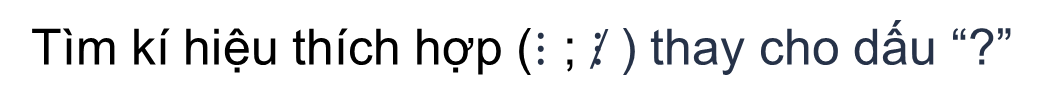 Tìm kí hiệu thích hợp (⋮ ; ⋮̸ ) thay cho dấu “?”